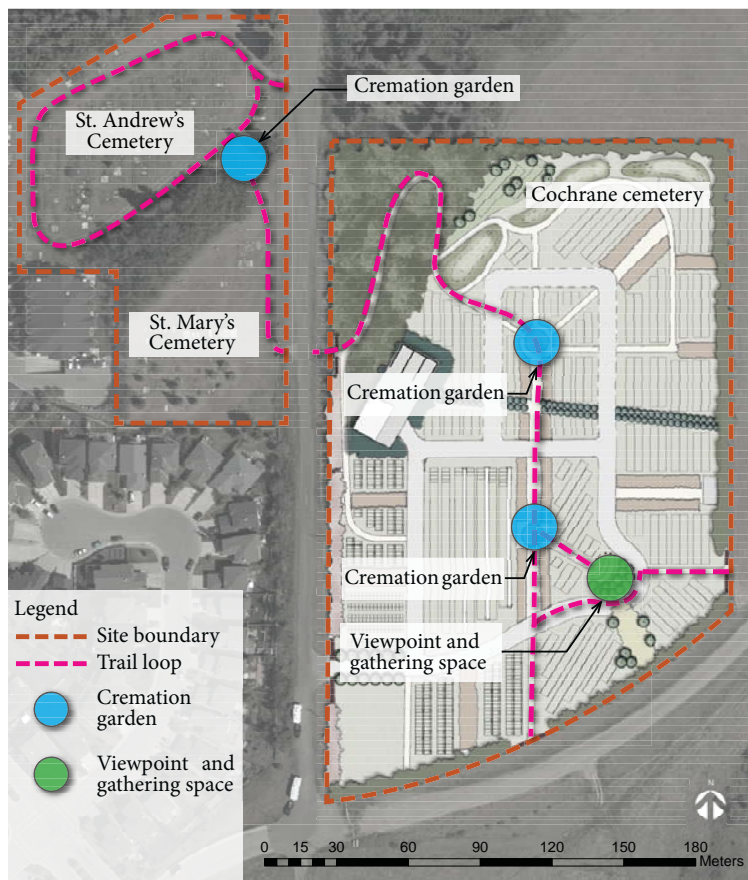 Cremation garden
St. Andrew's
Cemetery
Cochrane cemetery
St. Mary's
Cemetery
Cremation garden
Cremation garden
Viewpoint and
gathering space
Legend
Site boundary
Trail loop
Cremation
garden
Viewpoint and
gathering space
N
0 15 30 60 90 120 150 180
Meters